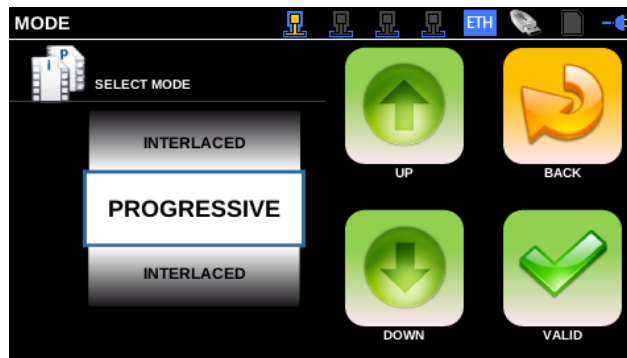 MODE
ETH
i P
SELECT MODE
INTERLACED
PROGRESSIVE
INTERLACED
UP
BACK
DOWN
VALID